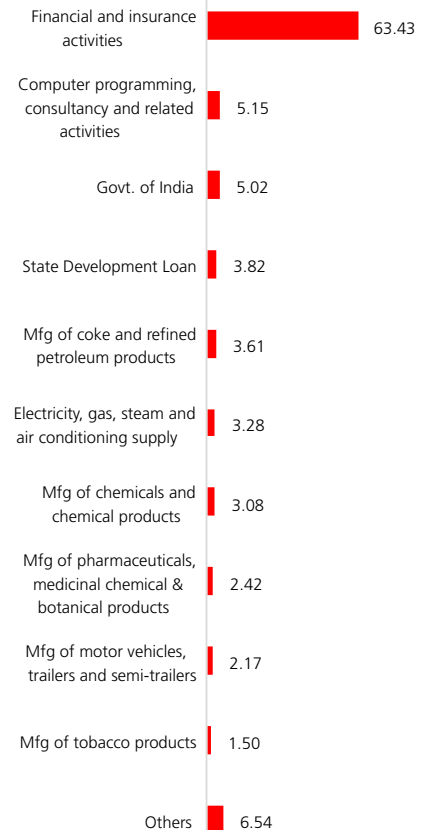 Financial and insurance
activities
63.43
Computer programming,
consultancy and related
activities
5.15
Govt. of India
5.02
State Development Loan
3.82
Mfg of coke and refined
petroleum products
3.61
Electricity, gas, steam and
air conditioning supply
3.28
Mfg of chemicals and
chemical products
3.08
Mfg of pharmaceuticals,
medicinal chemical &
botanical products
2.42
Mfg of motor vehicles,
trailers and semi-trailers
2.17
Mfg of tobacco products
1.50
Others
6.54